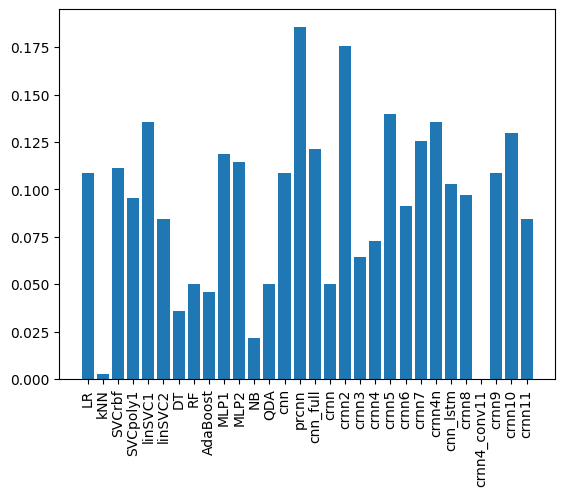 0.175
0.150
0.125
0.100
0.075
0.050
0.025
0.000
LR
kNN
SVCrbf
SVCpoly1
linSVC1
linSVC2
DT
RF
AdaBoost
MLP1
MLP2
NB
QDA
cnn
prcnn
cnn_full
crnn
crnn2
crnn3
crnn4
crnn5
crnn6
crnn7
crnn4n
cnn_lstm
crnn8
crnn4_conv11
crnn9
crnn10
crnn11